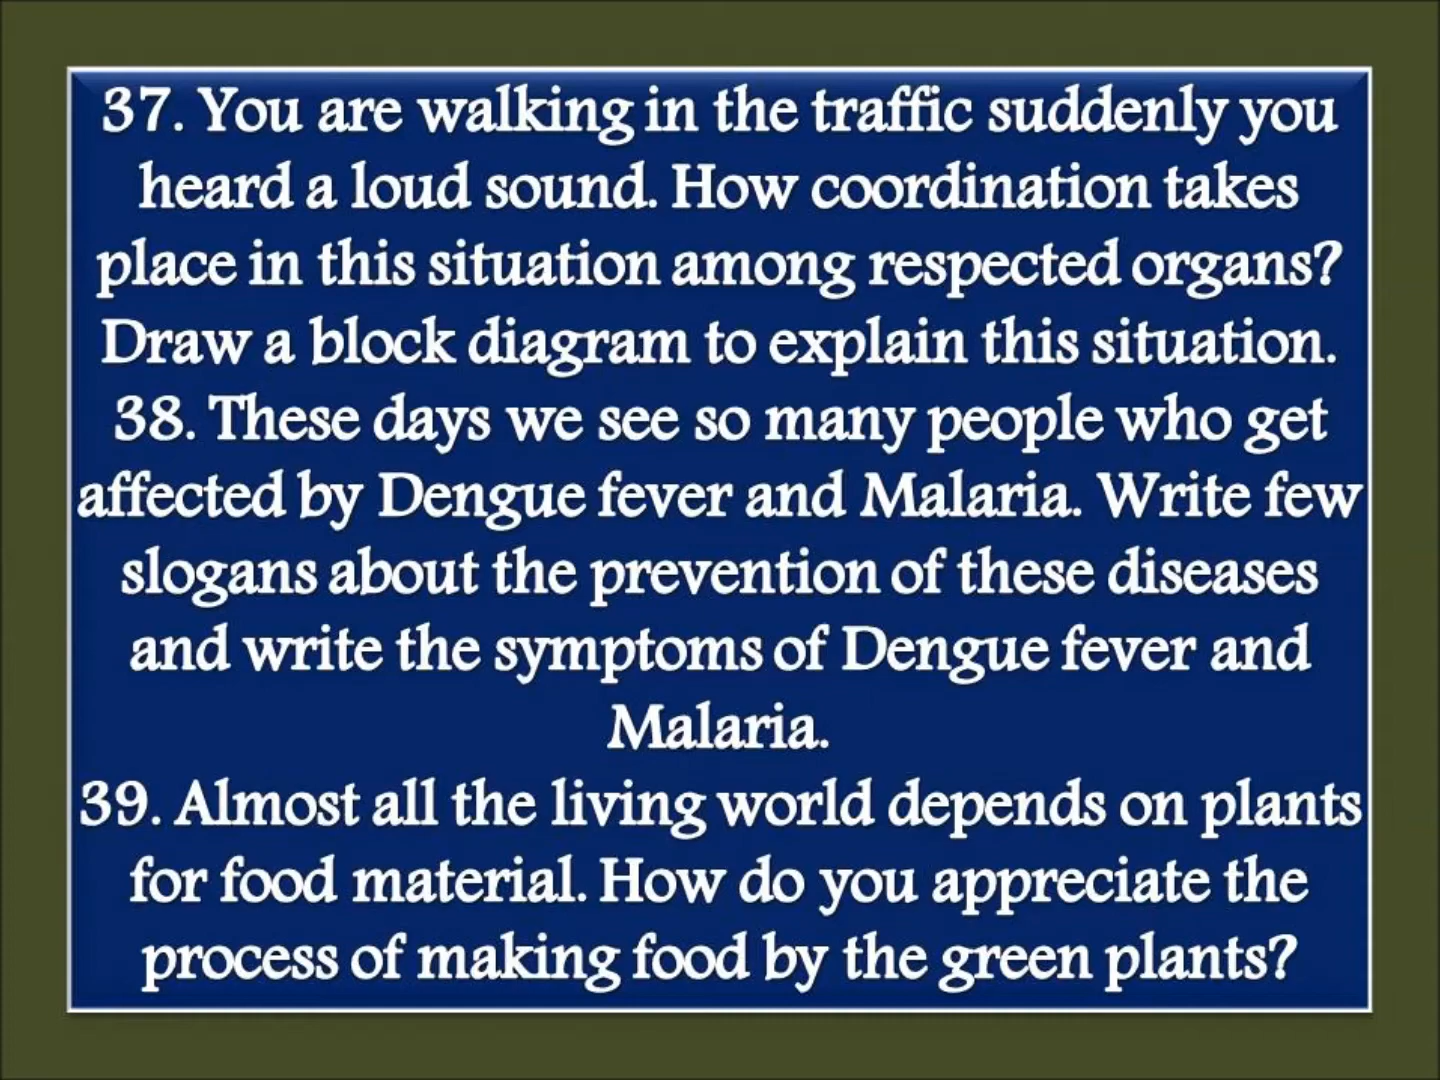 37. You are walking in the traffic suddenly you
heard a loud sound. How coordination takes
place in this situation among respected organs?
Draw a block diagram to explain this situation.
38. These days we see so many people who get
affected by Dengue fever and Malaria. Write few
slogans about the prevention of these diseases
and write the symptoms of Dengue fever and
Malaria.
39. Almost all the living world depends on plants
for food material. How do you appreciate the
process of making food by the green plants?